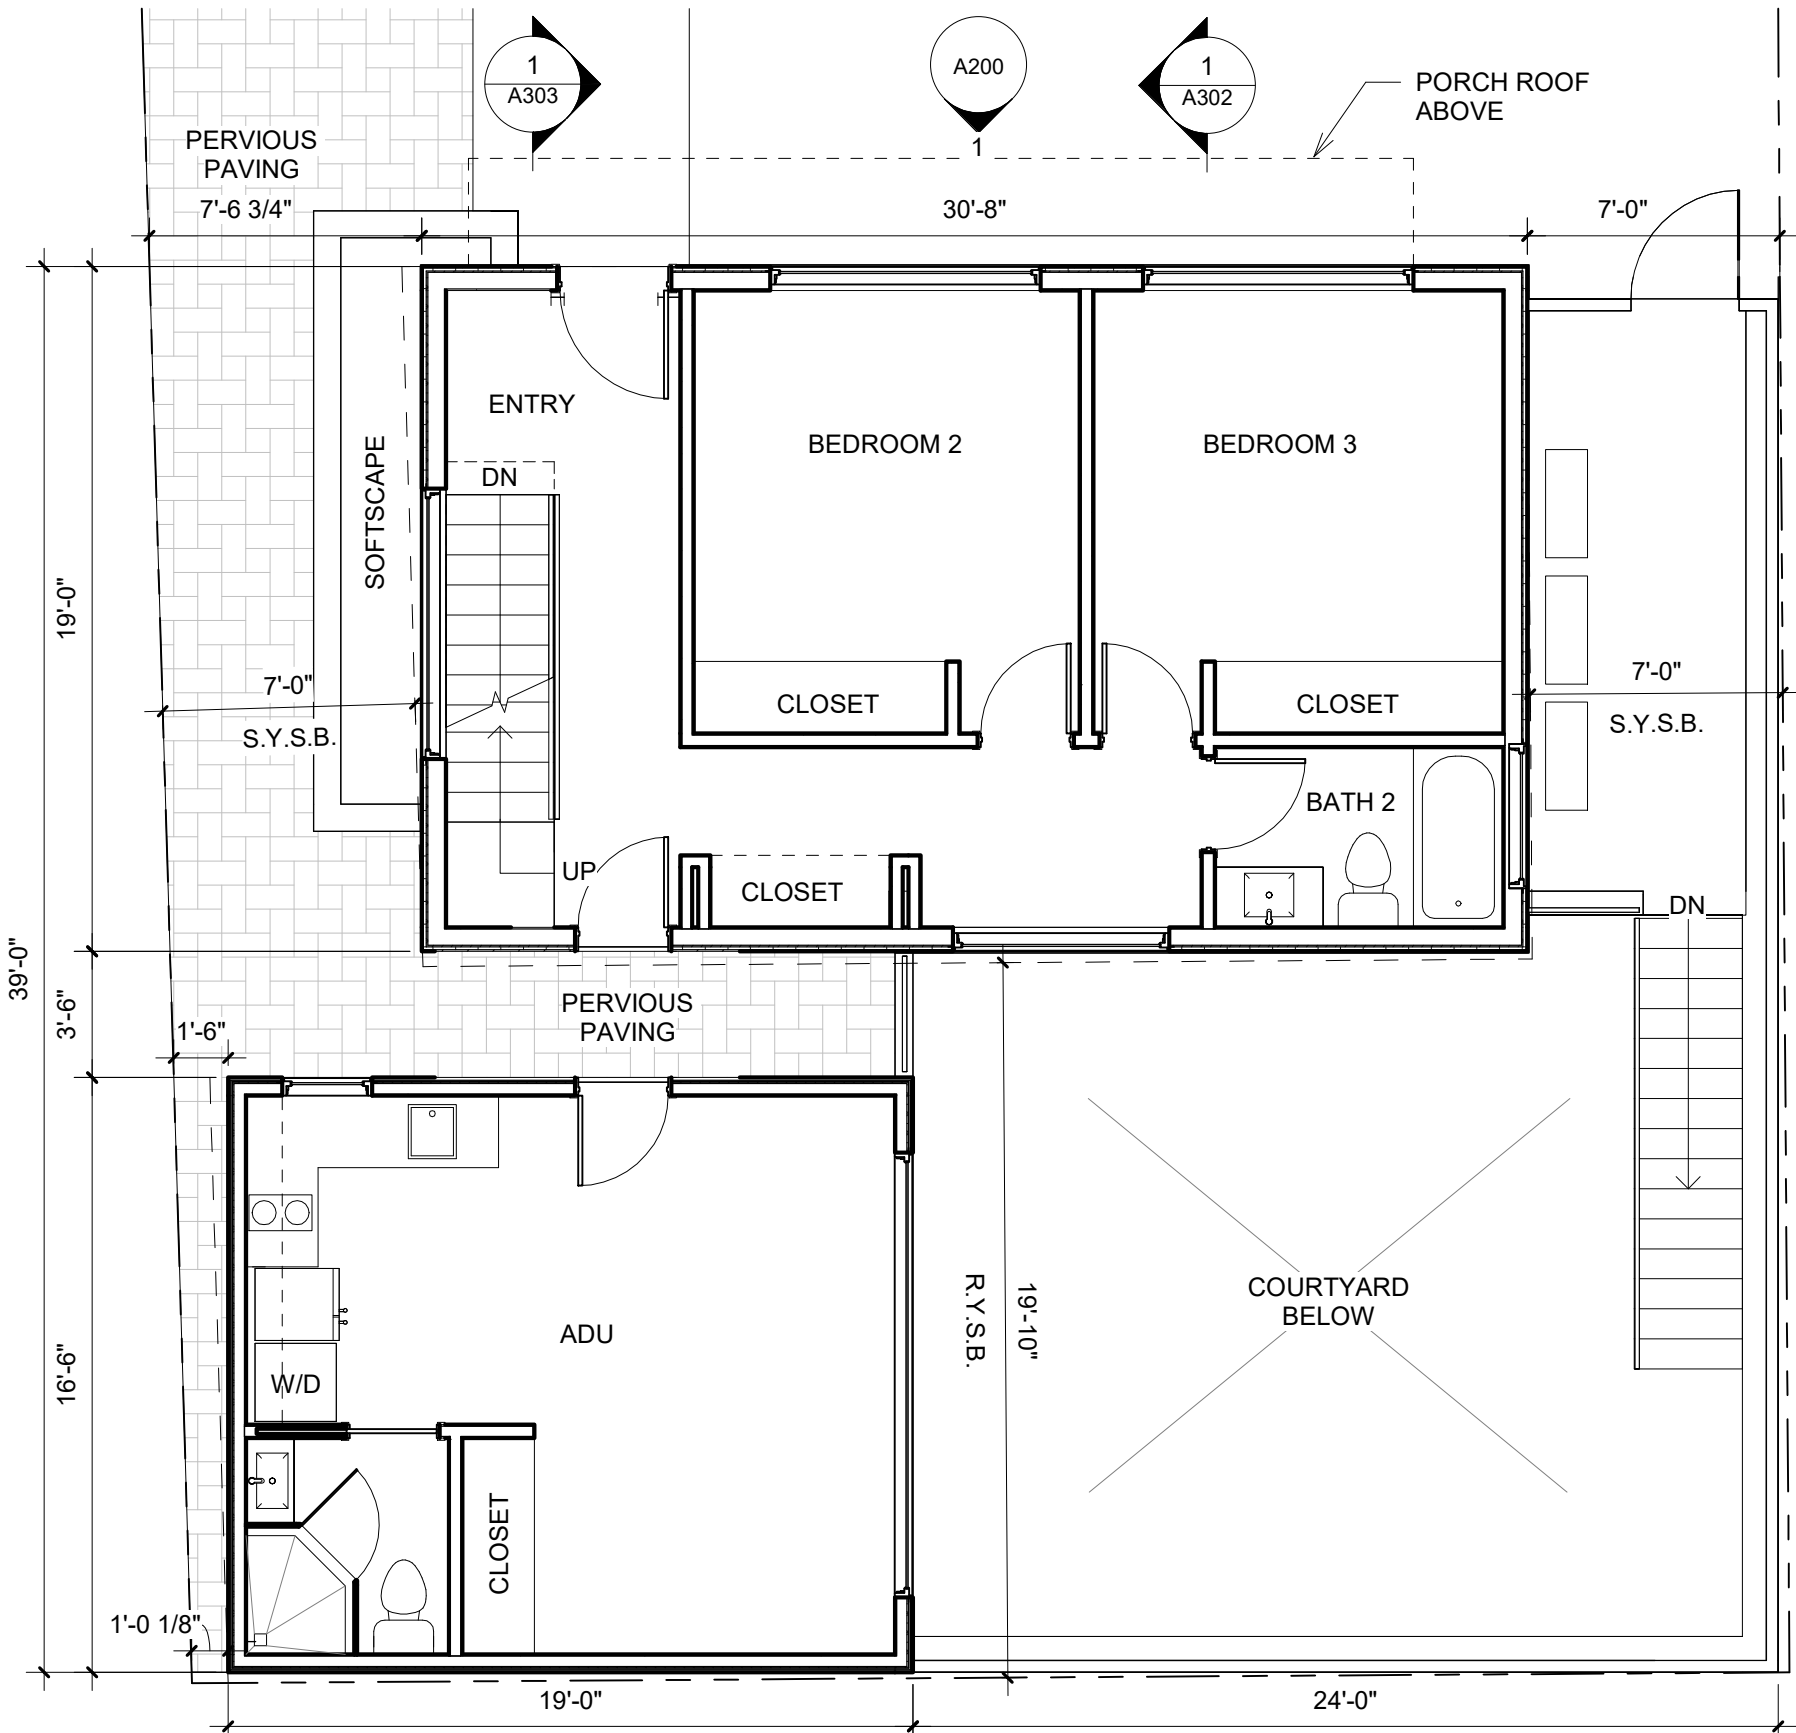 1
A303
A200
1
1
A302
PORCH ROOF
ABOVE
PERVIOUS
PAVING
7'-6 3/4"
30'-8"
7'-0"
ENTRY
DN
BEDROOM 2
BEDROOM 3
SOFTSCAPE
19'-0"
7'-0"
S.Y.S.B.
CLOSET
CLOSET
7'-0"
S.Y.S.B.
BATH 2
UP
CLOSET
DN
39'-0"
3'-6"
1'-6"
PERVIOUS
PAVING
16'-6"
ADU
W/D
R.Y.S.B.
19'-10"
COURTYARD
BELOW
CLOSET
1'-0 1/8"
19'-0"
24'-0"